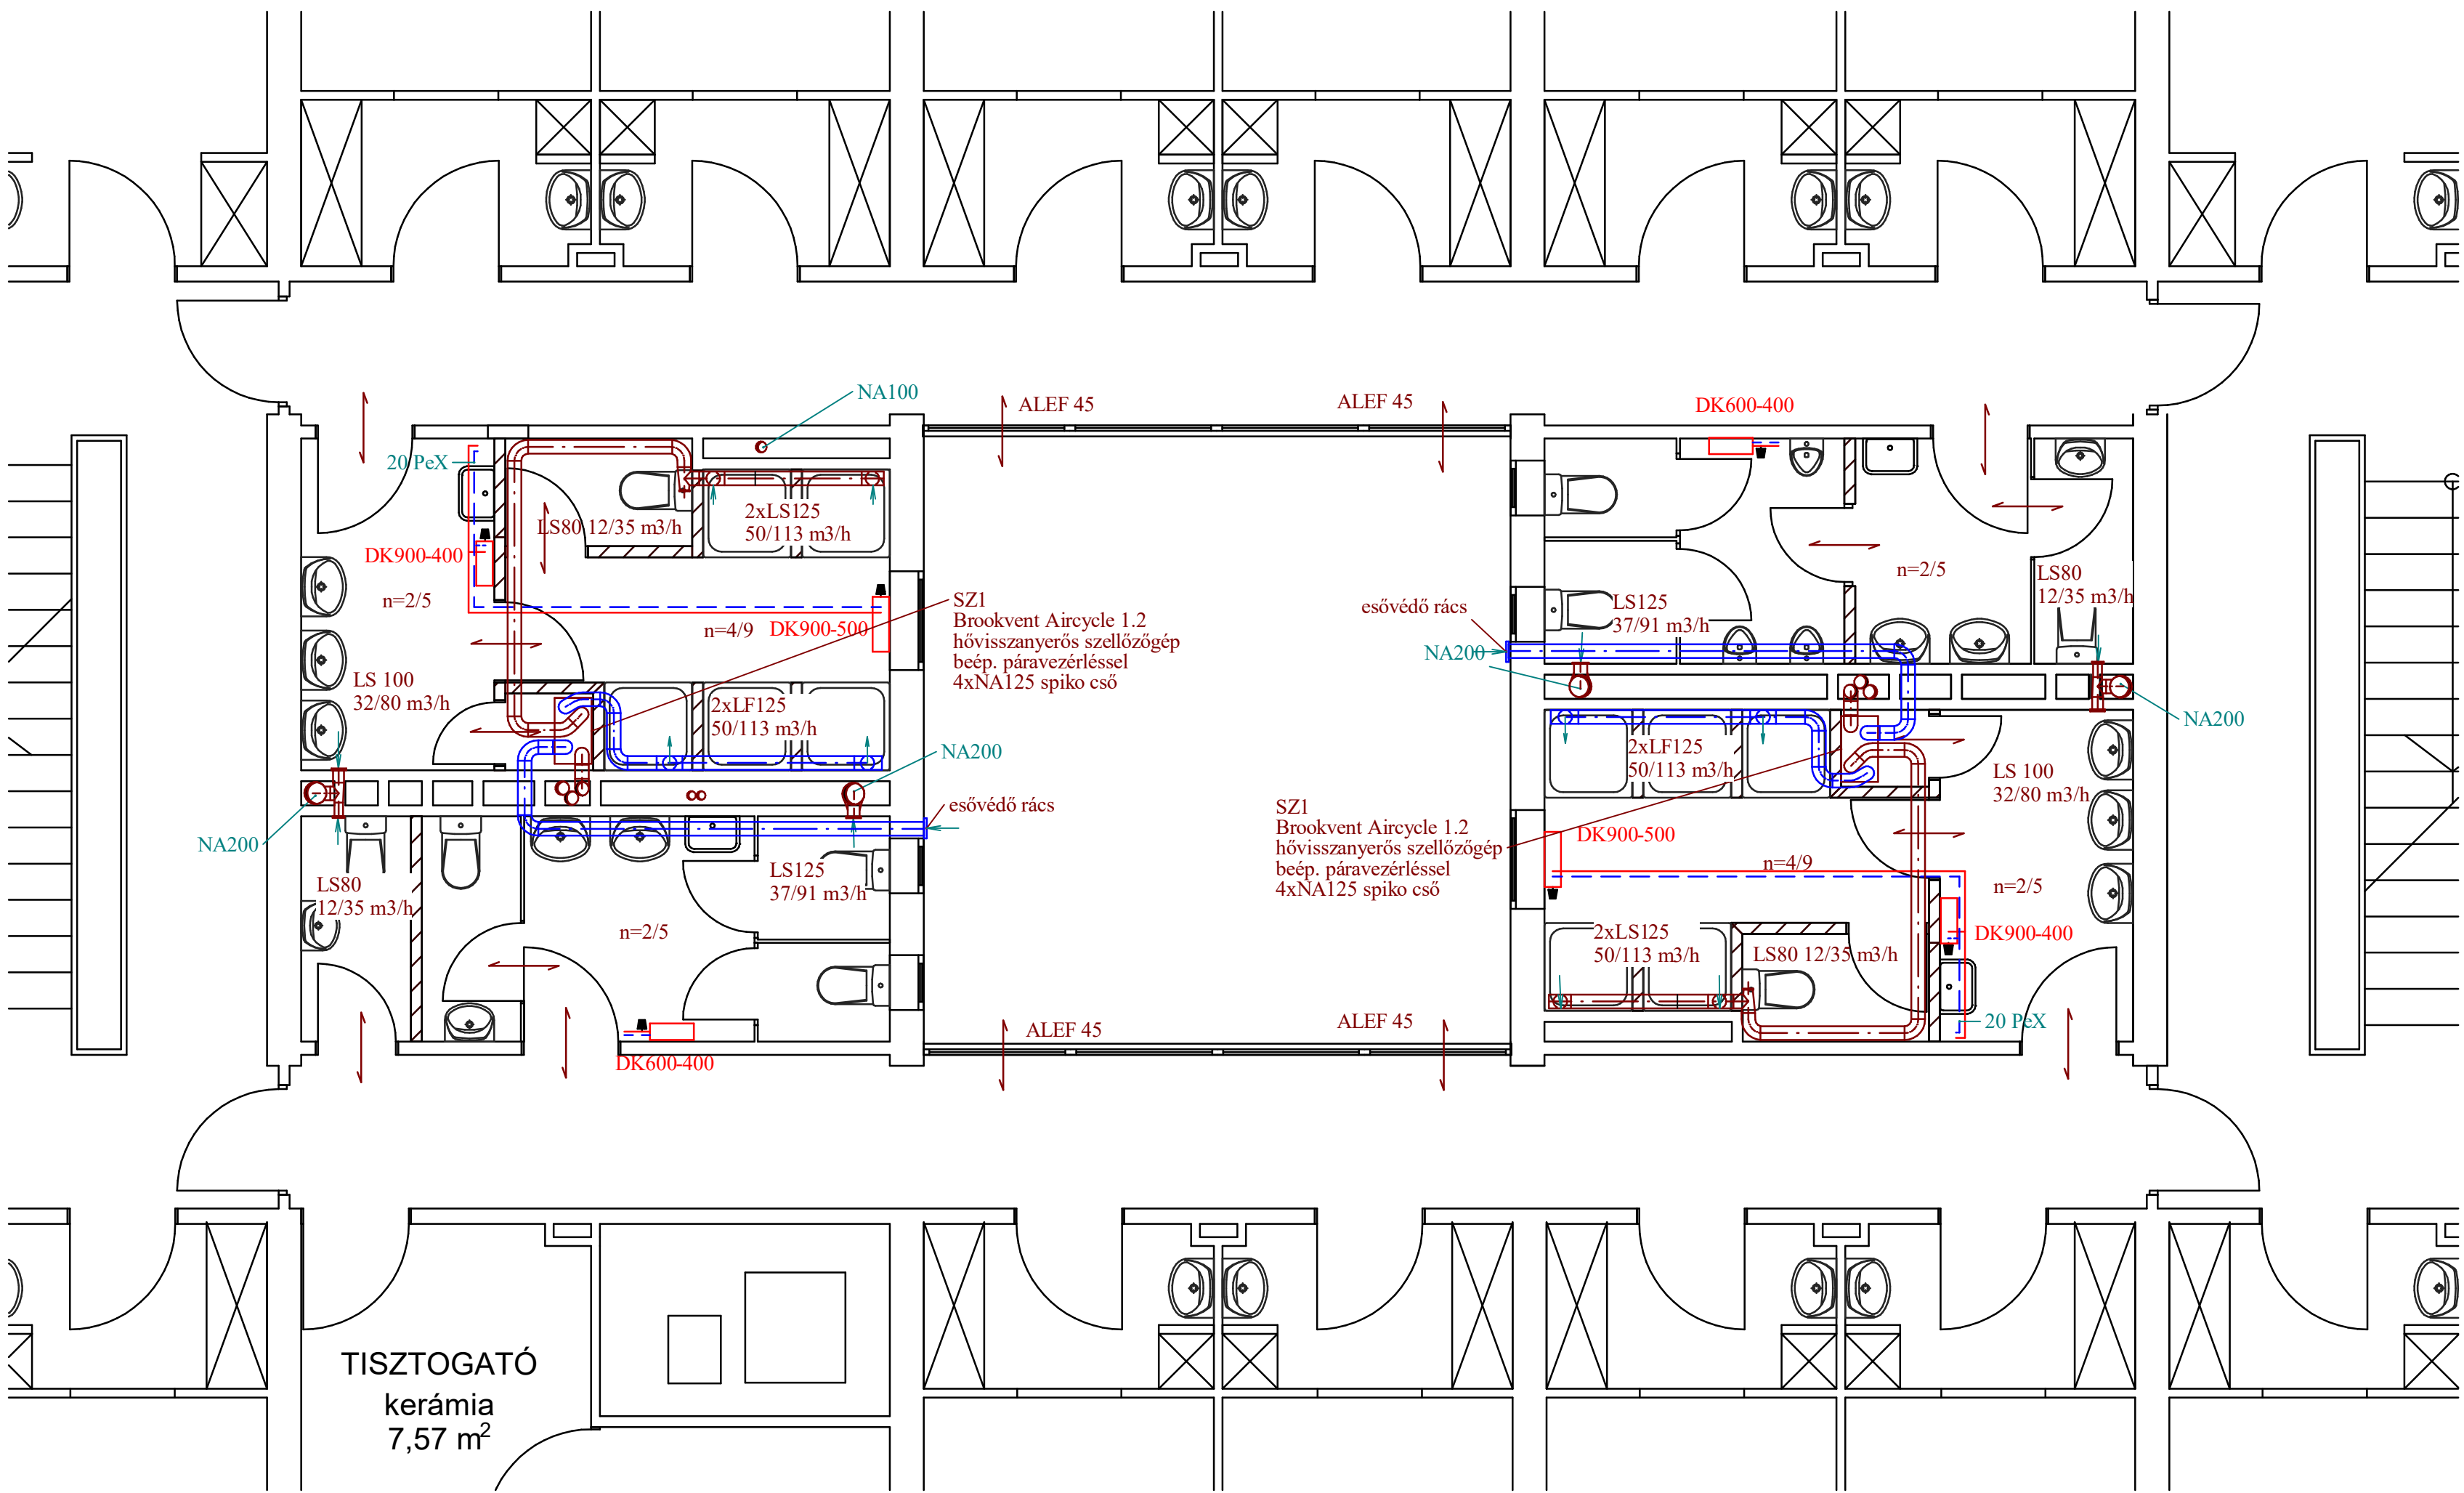 NA100
ALEF 45
ALEF 45
DK600-400
20 PeX
LS80 12/35 m3/h
2xLS125
50/113 m3/h
DK900-400
n=2/5
n=4/9
DK900-500
SZ1
Brookvent Aircycle 1.2
hővisszanyerős szellőzőgép
beép. páravezérléssel
4xNA125 spiko cső
LS 100
32/80 m3/h
2xLF125
50/113 m3/h
NA200
esővédő rács
NA200
LS80
12/35 m3/h
LS125
37/91 m3/h
n=2/5
DK600-400
ALEF 45
ALEF 45
esővédő rács
NA200
LS125
37/91 m3/h
n=2/5
LS80
12/35 m3/h
NA200
2xLF125
50/113 m3/h
LS 100
32/80 m3/h
SZ1
Brookvent Aircycle 1.2
hővisszanyerős szellőzőgép
beép. páravezérléssel
4xNA125 spiko cső
DK900-500
n=4/9
n=2/5
2xLS125
50/113 m3/h
LS80 12/35 m3/h
DK900-400
20 PeX
TISZTOGATÓ
kerámia
7,57 m²